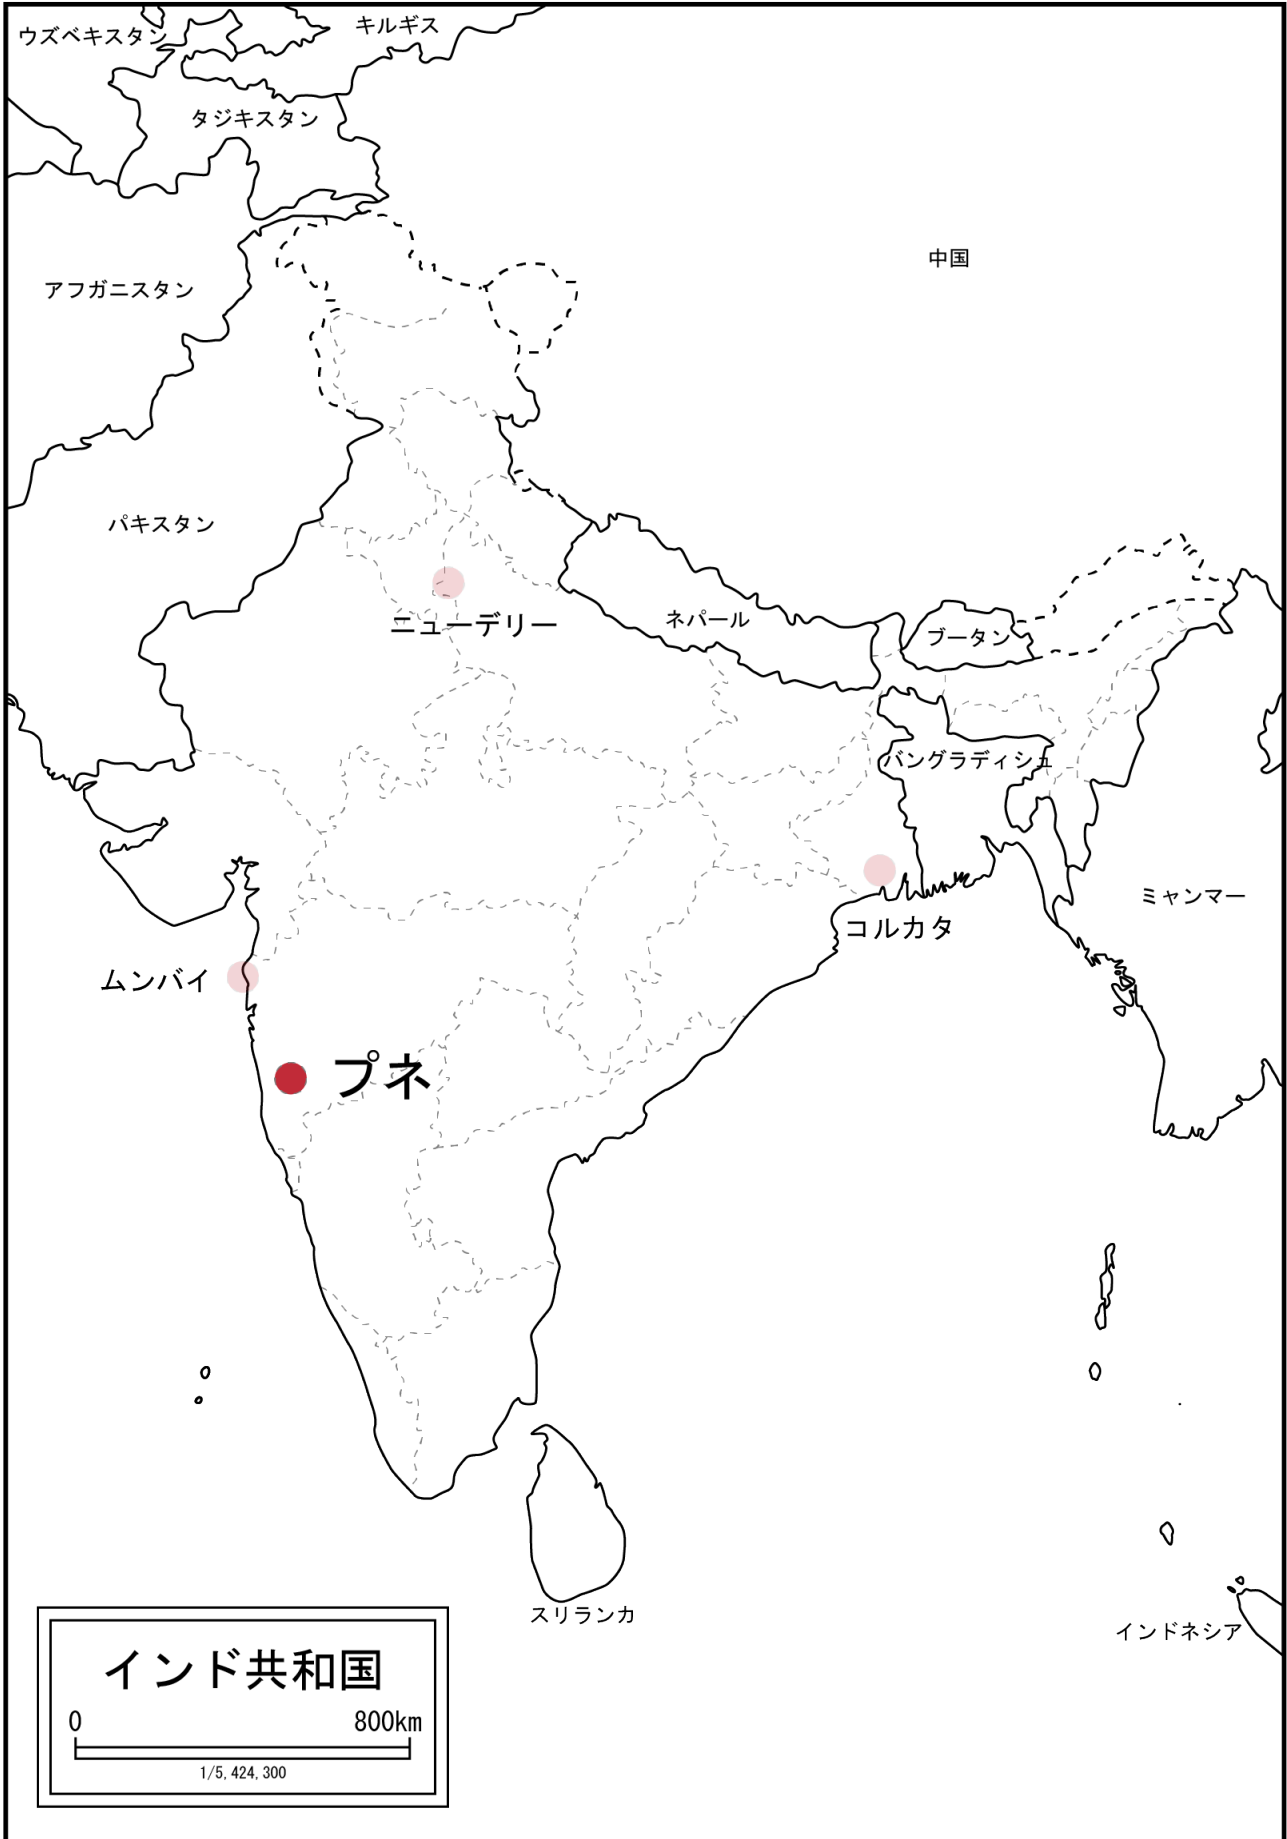 キルギス
ウズベキスタン
タジキスタン
中国
アフガニスタン
パキスタン
ニューデリー
ネパール
ブータン
バングラディシュ
ミャンマー
コルカタ
ムンバイ
プネ
スリランカ
インドネシア
インド共和国
0 800km
1/5,424,300